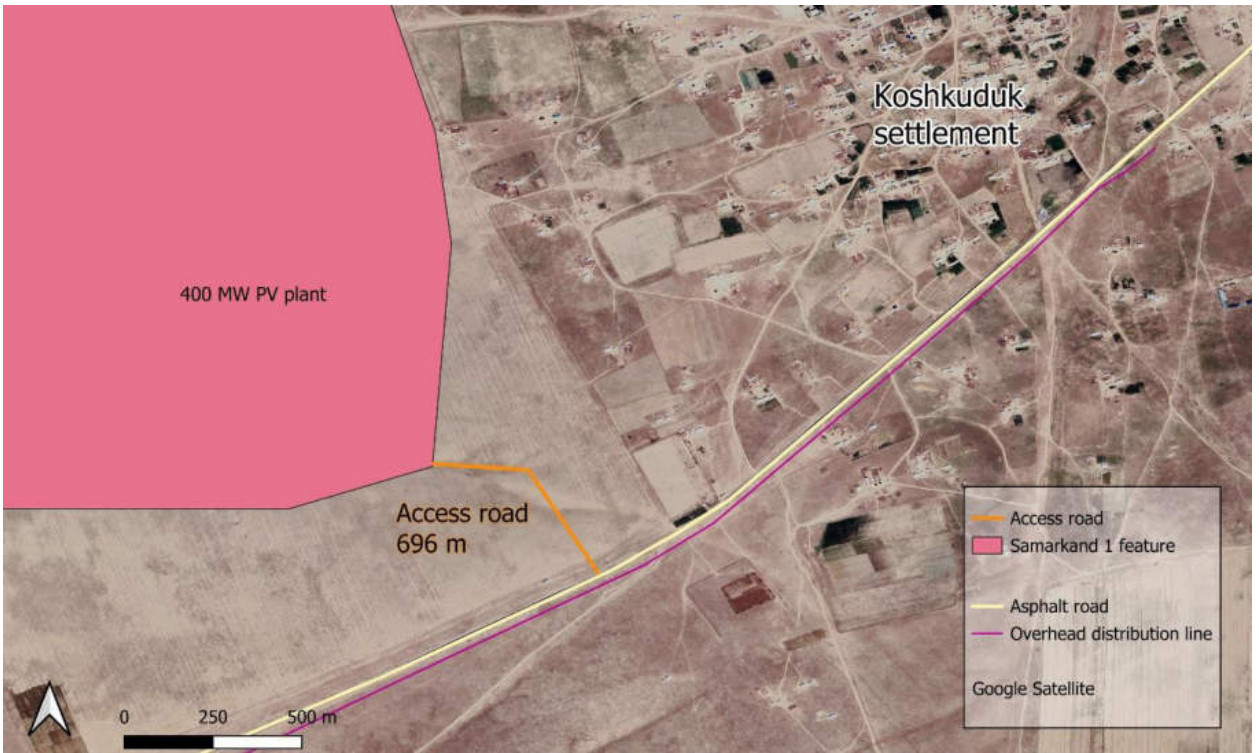 Koshkuduk
settlement
400 MW PV plant
Access road
696 m
Access road
Samarkand 1 feature
Asphalt road
Overhead distribution line
Google Satellite
0 250 500 m